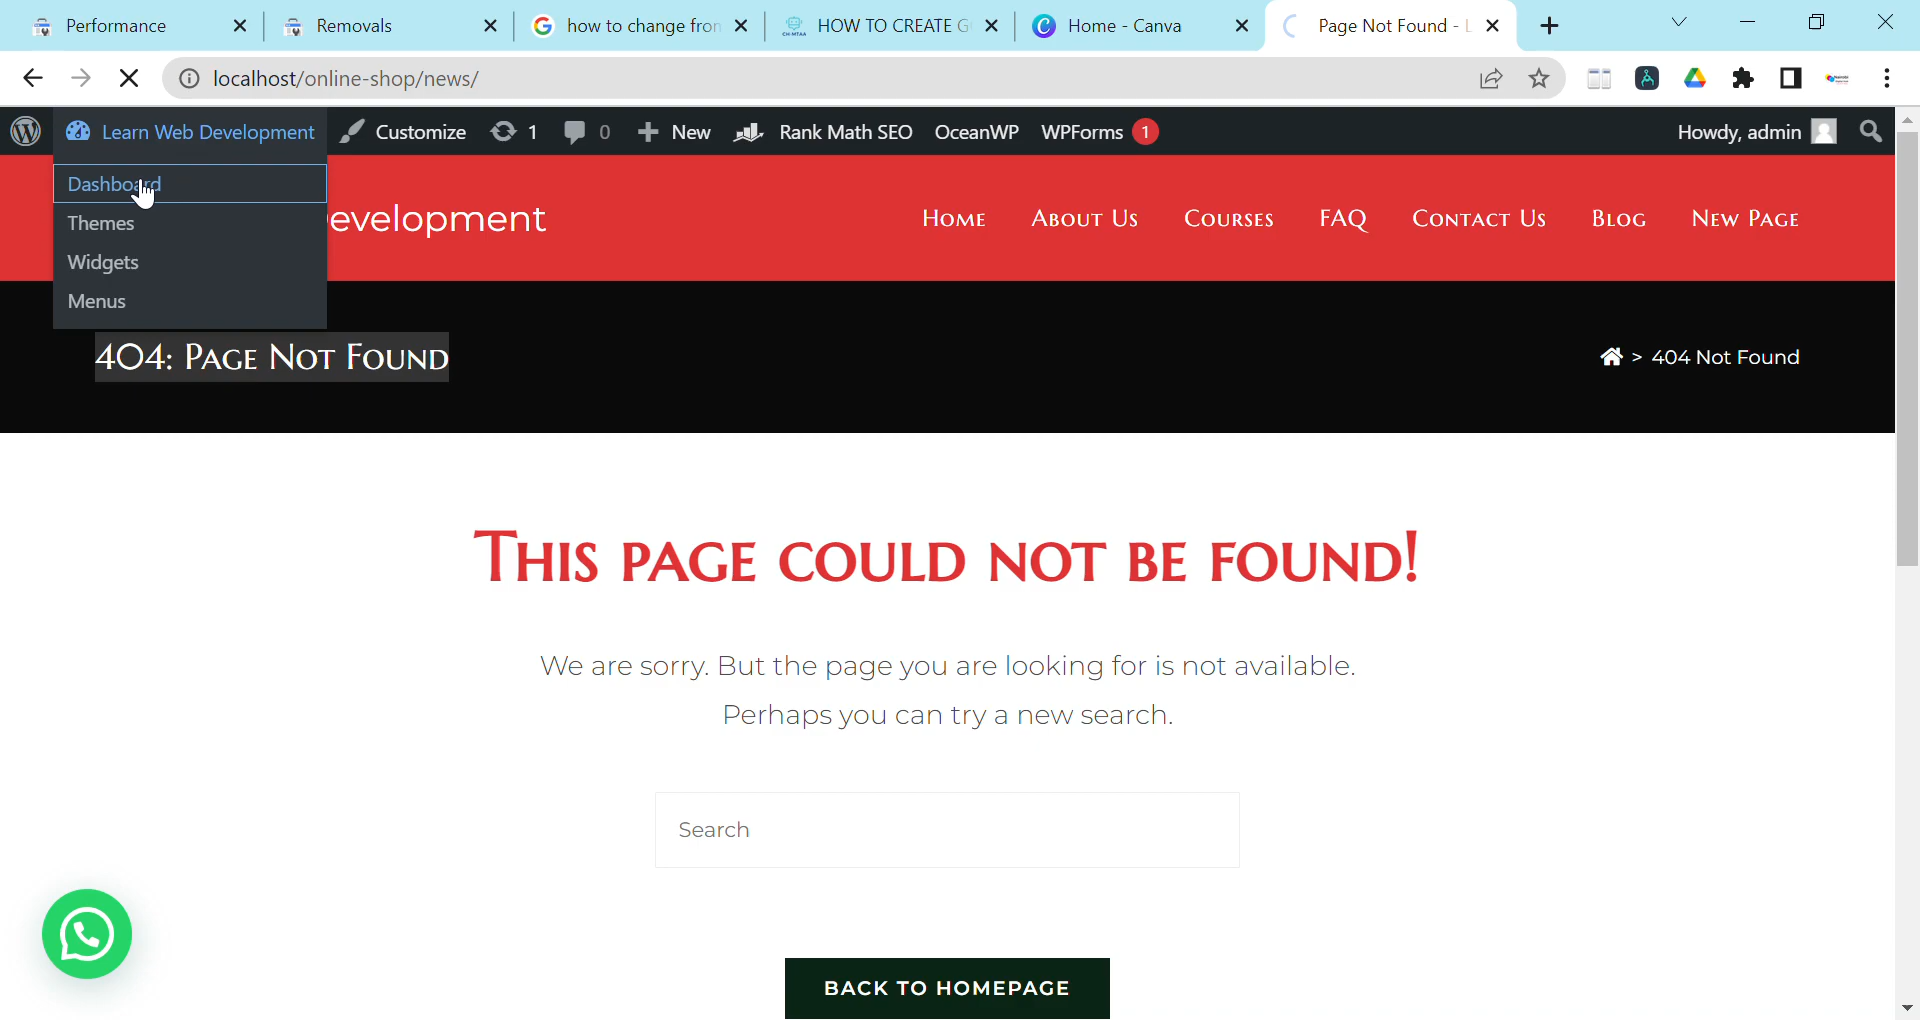 Performance
Removals
how to change fron
HOW TO CREATE G
Home - Canva
Page Not Found - L
localhost/online-shop/news/
Learn Web Development
Customize
1
0
New
Rank Math SEO
OceanWP
WPForms 1
Howdy, admin
Dashboard
Themes
Widgets
Menus
evelopment
Home
About Us
Courses
FAQ
Contact Us
Blog
New Page
404: Page Not Found
> 404 Not Found
This page could not be found!
We are sorry. But the page you are looking for is not available.
Perhaps you can try a new search.
Search
BACK TO HOMEPAGE